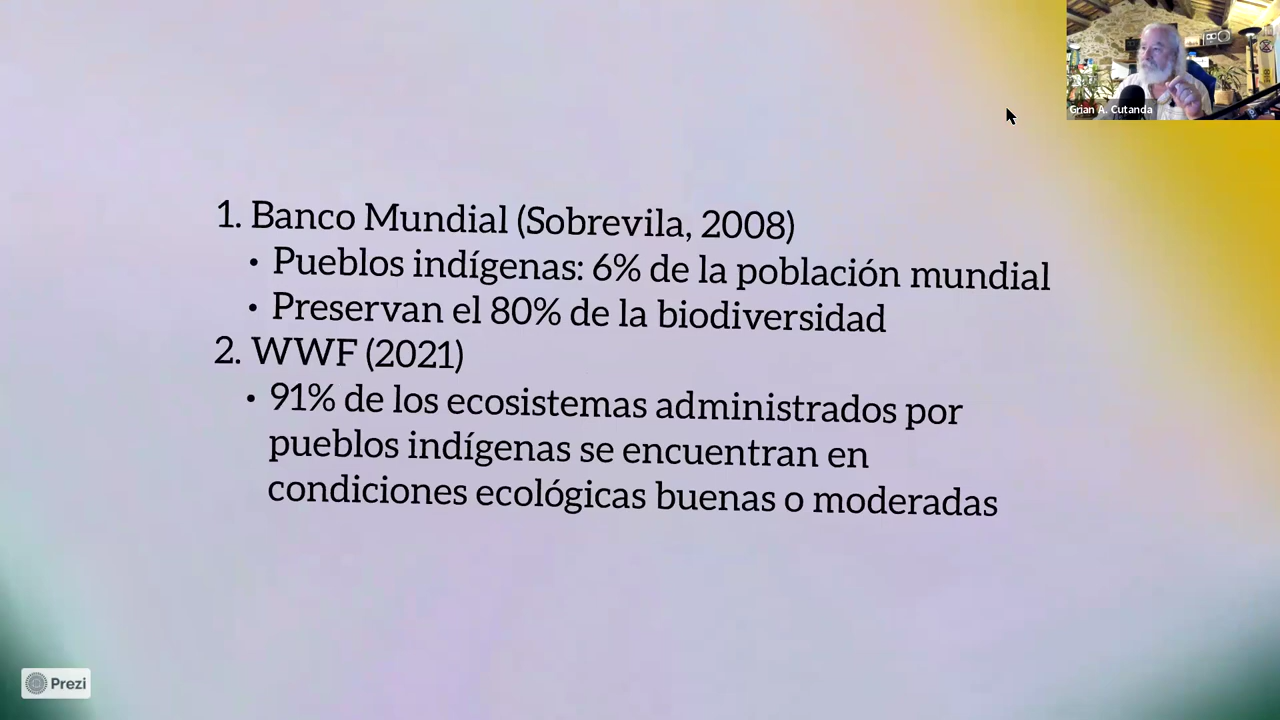 Grian A. Cutanda
1. Banco Mundial (Sobrevila, 2008)
• Pueblos indígenas: 6% de la población mundial
• Preservan el 80% de la biodiversidad
2. WWF (2021)
• 91% de los ecosistemas administrados por
pueblos indígenas se encuentran en
condiciones ecológicas buenas o moderadas
Prezi